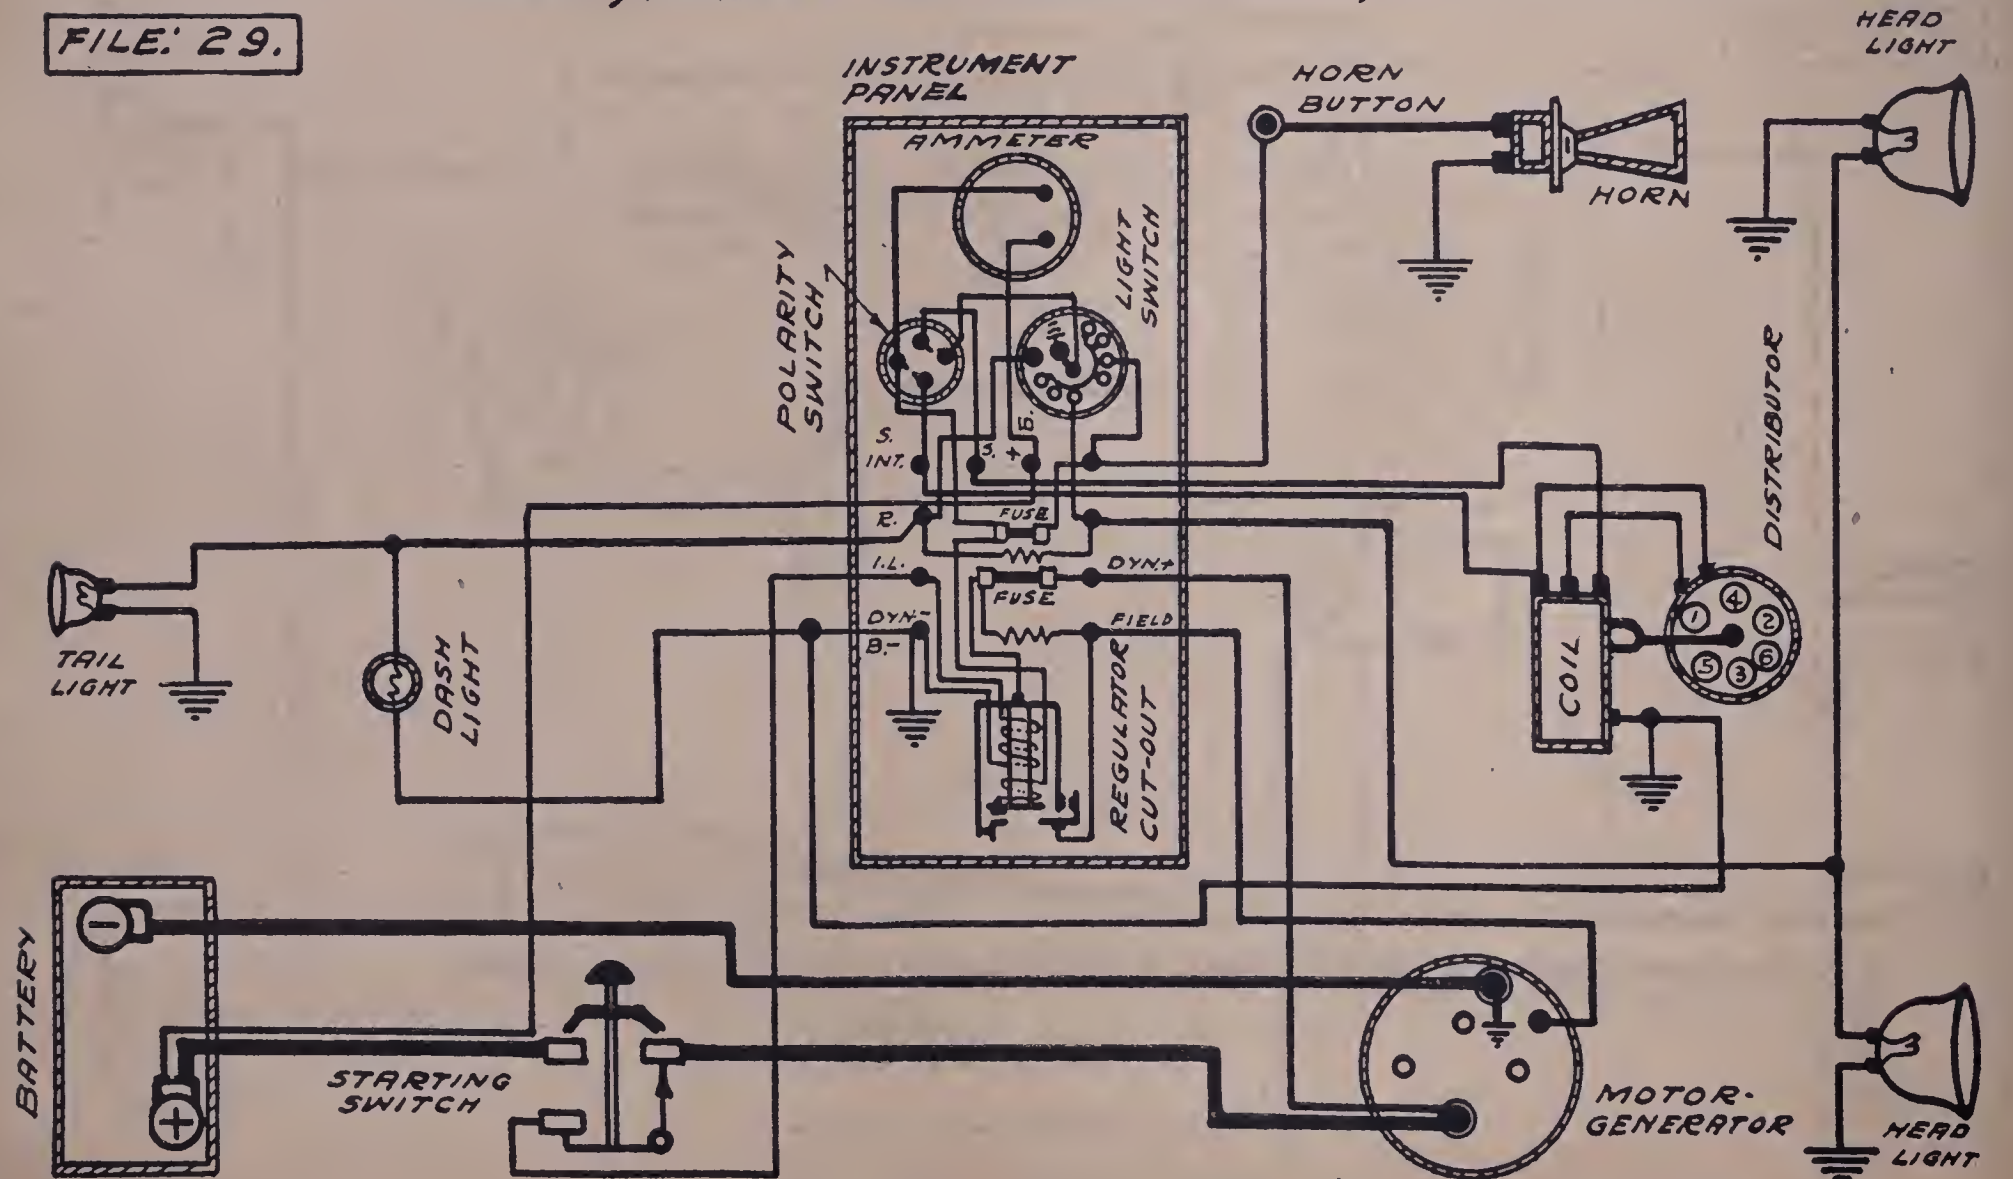 FILE: 29.
HEAD
LIGHT
INSTRUMENT
PANEL
HORN
BUTTON
HORN
AMMETER
LIGHT
SWITCH
POLARITY
SWITCH
DISTRIBUTOR
S.
INT.
S.
+
B.
R.
FUSE
I.L.
DYN+
FUSE
DYN-
B.-
FIELD
REGULATOR
CUT-OUT
TAIL
LIGHT
DASH
LIGHT
COIL
1
4
2
6
3
5
BATTERY
-
+
STARTING
SWITCH
MOTOR-
GENERATOR
HEAD
LIGHT